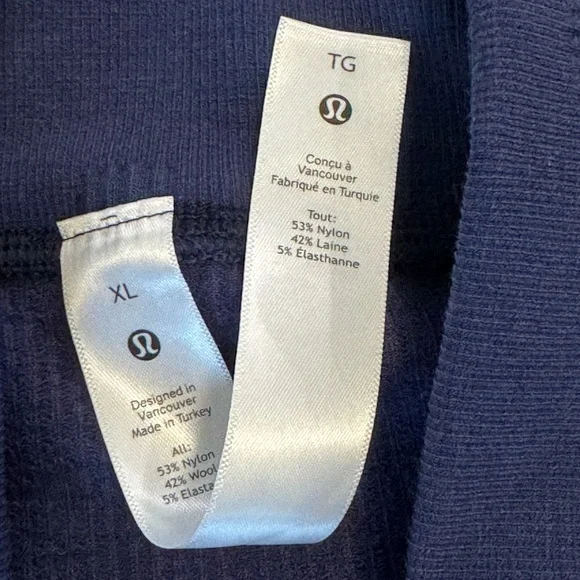 XL
Designed in
Vancouver
Made in Turkey
All:
53% Nylon
42% Wool
5% Elasta
TG
Conçu à
Vancouver
Fabriqué en Turquie
Tout:
53% Nylon
42% Laine
5% Élasthanne